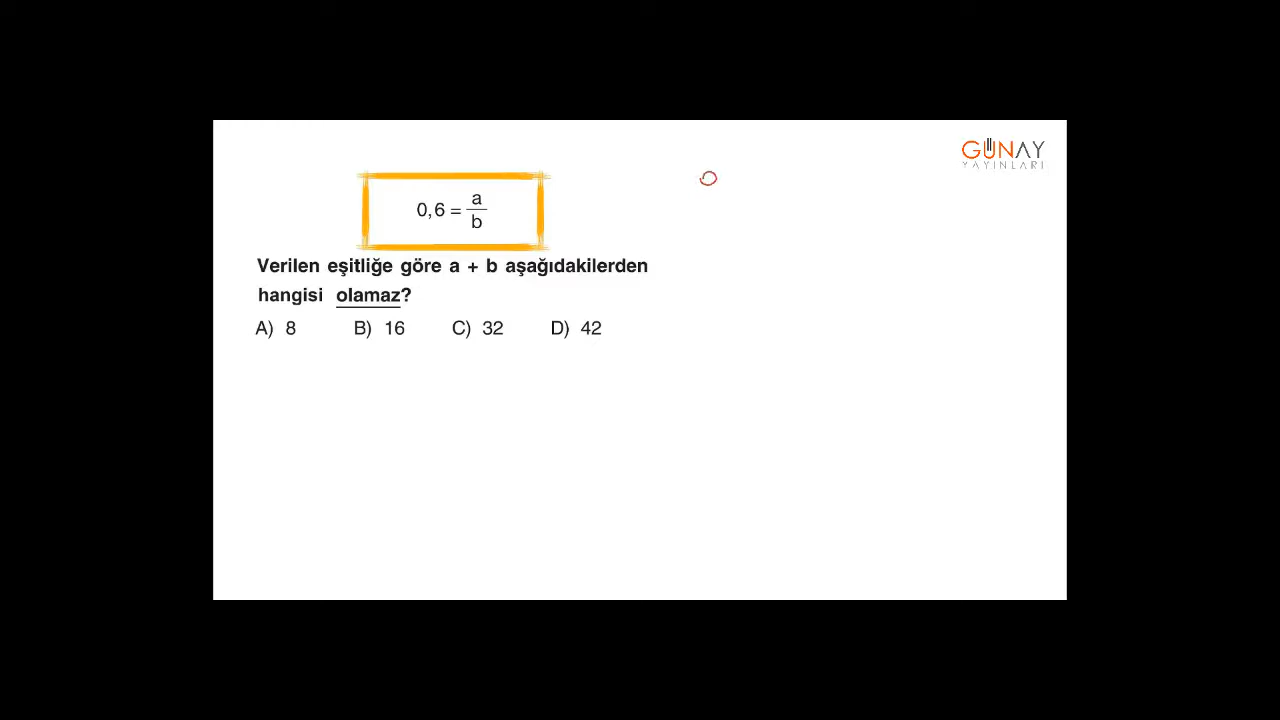 GÜNAY
YAYINLARI
0,6 = a/b
Verilen eşitliğe göre a + b aşağıdakilerden
hangisi olamaz?
A) 8 B) 16 C) 32 D) 42